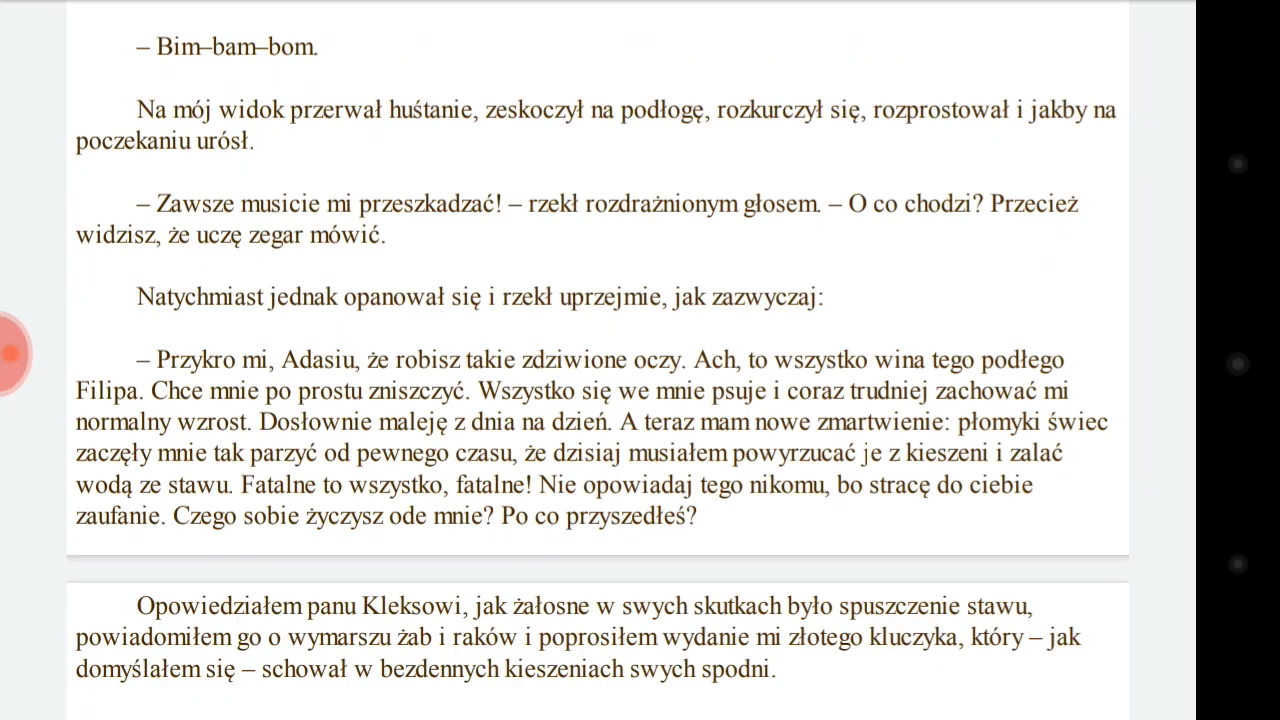 – Bim–bam–bom.
Na mój widok przerwał huśtanie, zeskoczył na podłogę, rozkurczył się, rozprostował i jakby na
poczekaniu urósł.
– Zawsze musicie mi przeszkadzać! – rzekł rozdrażnionym głosem. – O co chodzi? Przecież
widzisz, że uczę zegar mówić.
Natychmiast jednak opanował się i rzekł uprzejmie, jak zazwyczaj:
– Przykro mi, Adasiu, że robisz takie zdziwione oczy. Ach, to wszystko wina tego podłego
Filipa. Chce mnie po prostu zniszczyć. Wszystko się we mnie psuje i coraz trudniej zachować mi
normalny wzrost. Dosłownie maleję z dnia na dzień. A teraz mam nowe zmartwienie: płomyki świec
zaczęły mnie tak parzyć od pewnego czasu, że dzisiaj musiałem powyrzucać je z kieszeni i zalać
wodą ze stawu. Fatalne to wszystko, fatalne! Nie opowiadaj tego nikomu, bo stracę do ciebie
zaufanie. Czego sobie życzysz ode mnie? Po co przyszedłeś?
Opowiedziałem panu Kleksowi, jak żałosne w swych skutkach było spuszczenie stawu,
powiadomiłem go o wymarszu żab i raków i poprosiłem wydanie mi złotego kluczyka, który – jak
domyślałem się – schował w bezdennych kieszeniach swych spodni.